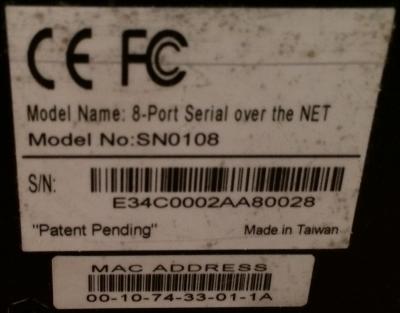 CE FC
Model Name: 8-Port Serial over the NET
Model No:SN0108
S/N:
E34C0002AA80028
"Patent Pending" Made in Taiwan
MAC ADDRESS
00-10-74-33-01-1A